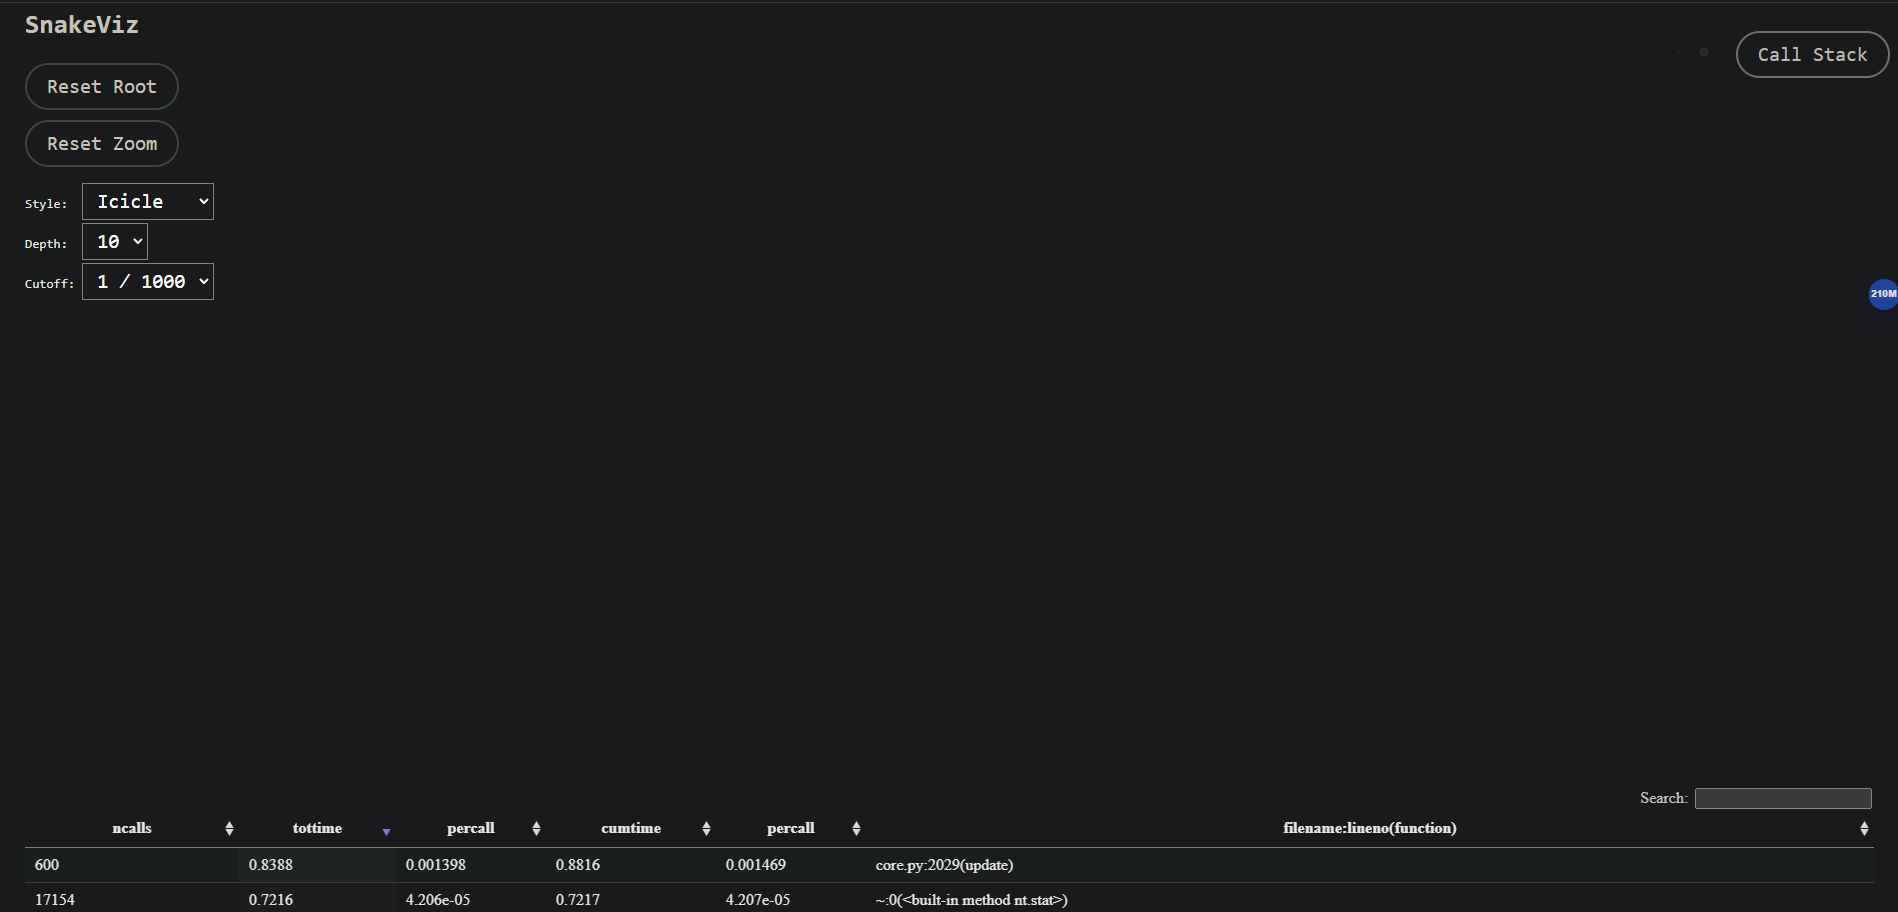 SnakeViz
Call Stack
Reset Root
Reset Zoom
Style: Icicle
Depth: 10
Cutoff: 1 / 1000
210M
Search:
ncalls tottime percall cumtime percall filename:lineno(function)
600 0.8388 0.001398 0.8816 0.001469 core.py:2029(update)
17154 0.7216 4.206e-05 0.7217 4.207e-05 ~:0(<built-in method nt.stat>)